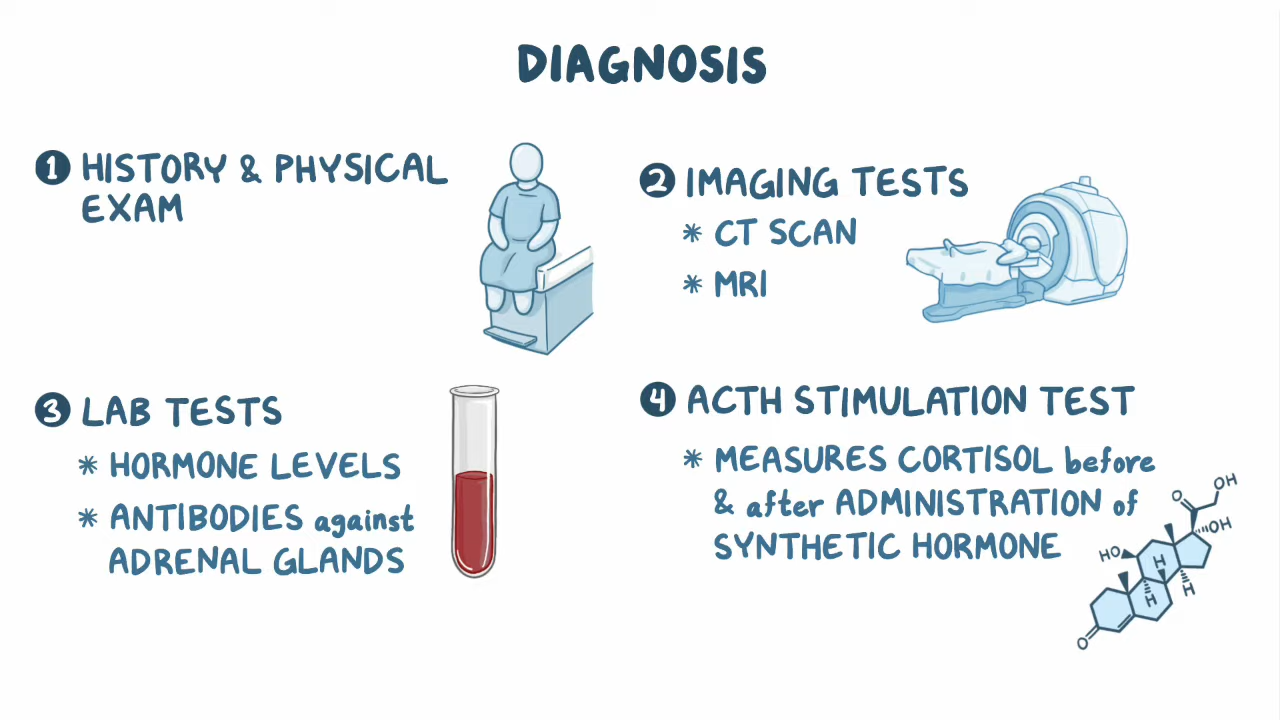 DIAGNOSIS
1 HISTORY & PHYSICAL
EXAM
2 IMAGING TESTS
* CT SCAN
* MRI
3 LAB TESTS
* HORMONE LEVELS
* ANTIBODIES against
ADRENAL GLANDS
4 ACTH STIMULATION TEST
* MEASURES CORTISOL before
& after ADMINISTRATION of
SYNTHETIC HORMONE
OH
O
OH
HO
H
H
H
O